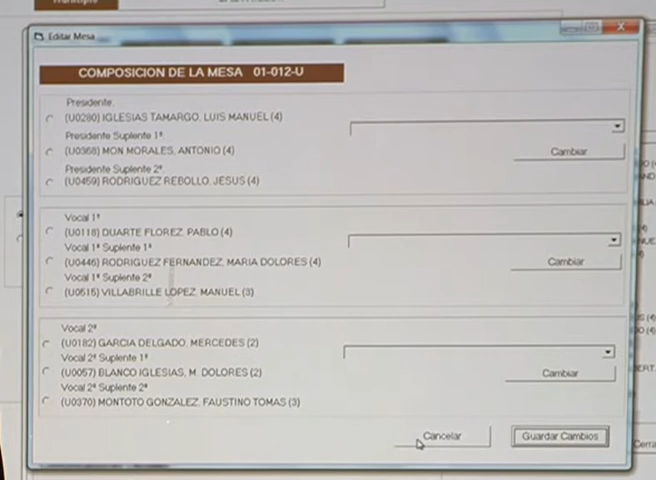 Editar Mesa
COMPOSICION DE LA MESA 01-012-U
Presidente.
(U0280) IGLESIAS TAMARGO, LUIS MANUEL (4)
Presidente Suplente 1º.
(U0368) MON MORALES, ANTONIO (4)
Cambiar
Presidente Suplente 2º.
(U0459) RODRIGUEZ REBOLLO, JESUS (4)
Vocal 1º
(U0118) DUARTE FLOREZ, PABLO (4)
Vocal 1º Suplente 1º
(U0446) RODRIGUEZ FERNANDEZ, MARIA DOLORES (4)
Cambiar
Vocal 1º Suplente 2º
(U0515) VILLABRILLE LOPEZ, MANUEL (3)
Vocal 2º
(U0182) GARCIA DELGADO, MERCEDES (2)
Vocal 2º Suplente 1º
(U0057) BLANCO IGLESIAS, M. DOLORES (2)
Cambiar
Vocal 2º Suplente 2º
(U0370) MONTOTO GONZALEZ, FAUSTINO TOMAS (3)
Cancelar
Guardar Cambios